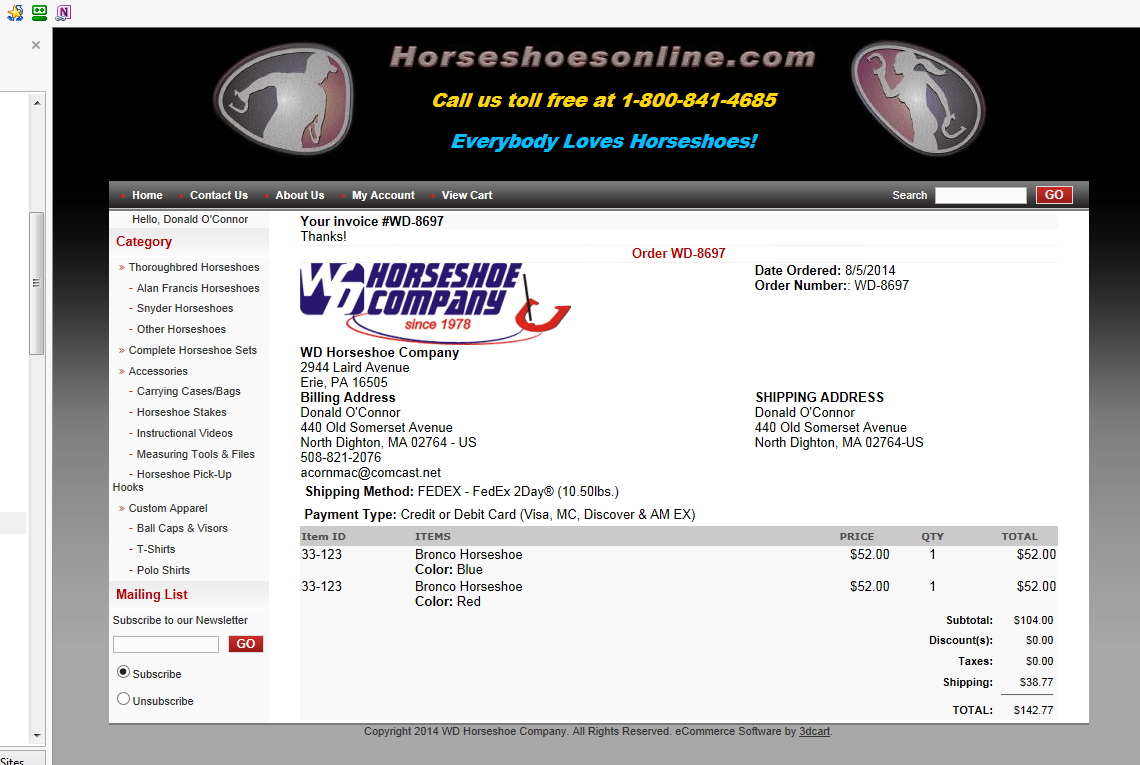 Horseshoesonline.com
Call us toll free at 1-800-841-4685
Everybody Loves Horseshoes!
Home Contact Us About Us My Account View Cart Search GO
Hello, Donald O'Connor
Category
» Thoroughbred Horseshoes
- Alan Francis Horseshoes
- Snyder Horseshoes
- Other Horseshoes
» Complete Horseshoe Sets
» Accessories
- Carrying Cases/Bags
- Horseshoe Stakes
- Instructional Videos
- Measuring Tools & Files
- Horseshoe Pick-Up
Hooks
» Custom Apparel
- Ball Caps & Visors
- T-Shirts
- Polo Shirts
Mailing List
Subscribe to our Newsletter
GO
Subscribe
Unsubscribe
Sites
Your invoice #WD-8697
Thanks!
Order WD-8697
WD HORSESHOE
COMPANY
since 1978
Date Ordered: 8/5/2014
Order Number:: WD-8697
WD Horseshoe Company
2944 Laird Avenue
Erie, PA 16505
Billing Address
Donald O'Connor
440 Old Somerset Avenue
North Dighton, MA 02764 - US
508-821-2076
acornmac@comcast.net
SHIPPING ADDRESS
Donald O'Connor
440 Old Somerset Avenue
North Dighton, MA 02764-US
Shipping Method: FEDEX - FedEx 2Day® (10.50lbs.)
Payment Type: Credit or Debit Card (Visa, MC, Discover & AM EX)
Item ID ITEMS PRICE QTY TOTAL
33-123 Bronco Horseshoe $52.00 1 $52.00
Color: Blue
33-123 Bronco Horseshoe $52.00 1 $52.00
Color: Red
Subtotal: $104.00
Discount(s): $0.00
Taxes: $0.00
Shipping: $38.77
TOTAL: $142.77
Copyright 2014 WD Horseshoe Company. All Rights Reserved. eCommerce Software by 3dcart.